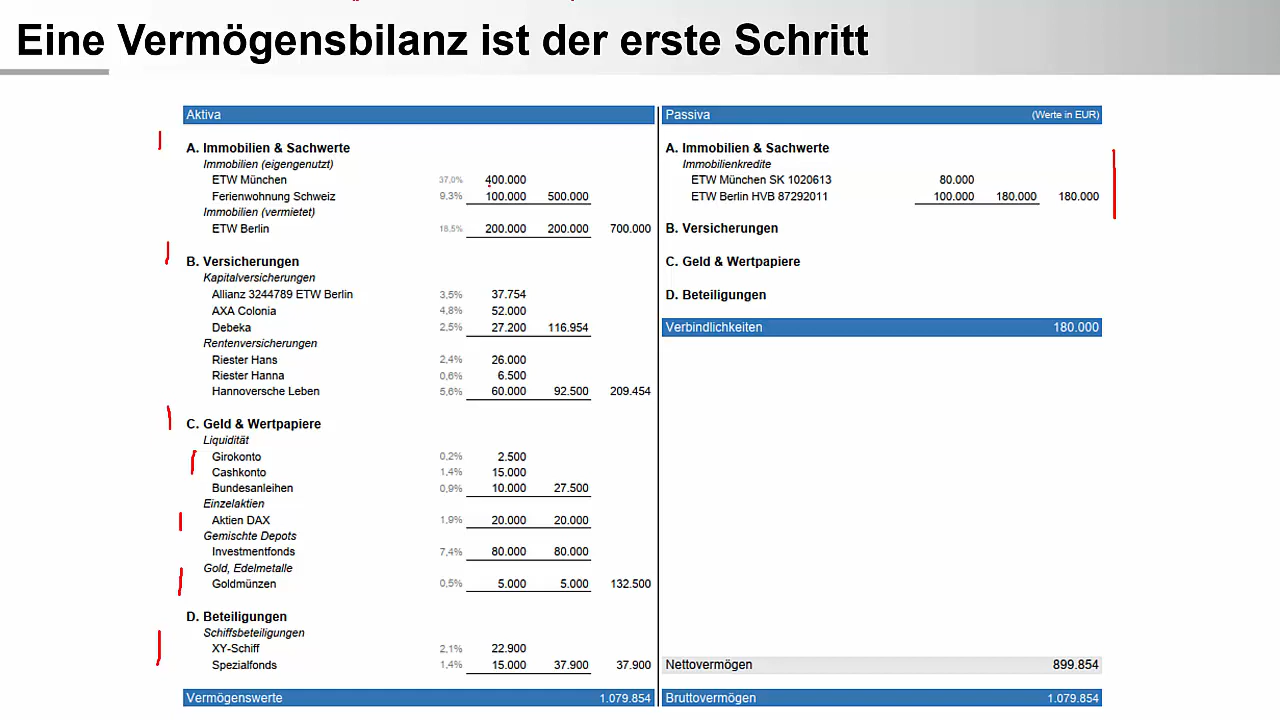 Eine Vermögensbilanz ist der erste Schritt
Aktiva
A. Immobilien & Sachwerte
Immobilien (eigengenutzt)
ETW München 37,0% 400.000
Ferienwohnung Schweiz 9,3% 100.000 500.000
Immobilien (vermietet)
ETW Berlin 18,5% 200.000 200.000 700.000
B. Versicherungen
Kapitalversicherungen
Allianz 3244789 ETW Berlin 3,5% 37.754
AXA Colonia 4,8% 52.000
Debeka 2,5% 27.200 116.954
Rentenversicherungen
Riester Hans 2,4% 26.000
Riester Hanna 0,6% 6.500
Hannoversche Leben 5,6% 60.000 92.500 209.454
C. Geld & Wertpapiere
Liquidität
Girokonto 0,2% 2.500
Cashkonto 1,4% 15.000
Bundesanleihen 0,9% 10.000 27.500
Einzelaktien
Aktien DAX 1,9% 20.000 20.000
Gemischte Depots
Investmentfonds 7,4% 80.000 80.000
Gold, Edelmetalle
Goldmünzen 0,5% 5.000 5.000 132.500
D. Beteiligungen
Schiffsbeteiligungen
XY-Schiff 2,1% 22.900
Spezialfonds 1,4% 15.000 37.900 37.900
Vermögenswerte 1.079.854
Passiva (Werte in EUR)
A. Immobilien & Sachwerte
Immobilienkredite
ETW München SK 1020613 80.000
ETW Berlin HVB 87292011 100.000 180.000 180.000
B. Versicherungen
C. Geld & Wertpapiere
D. Beteiligungen
Verbindlichkeiten 180.000
Nettovermögen 899.854
Bruttovermögen 1.079.854